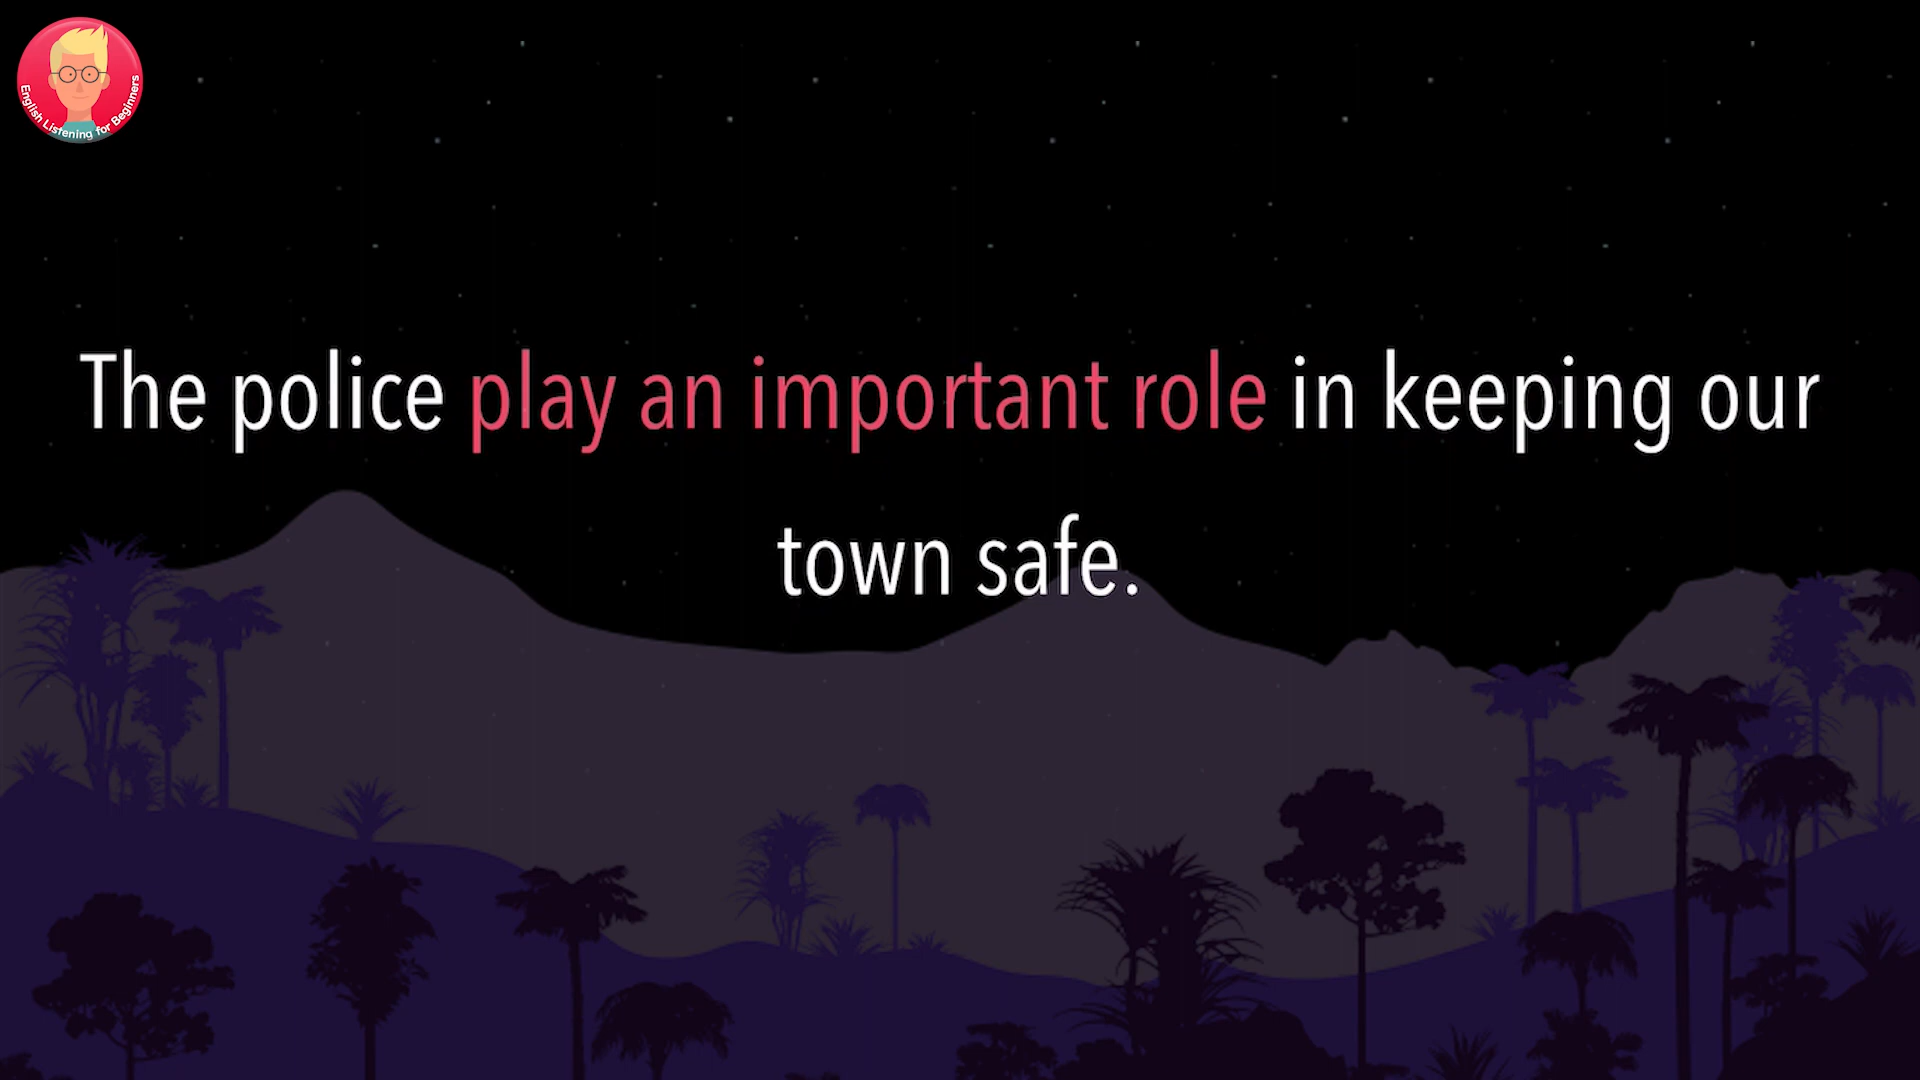 English Listening for Beginners
The police play an important role in keeping our
town safe.